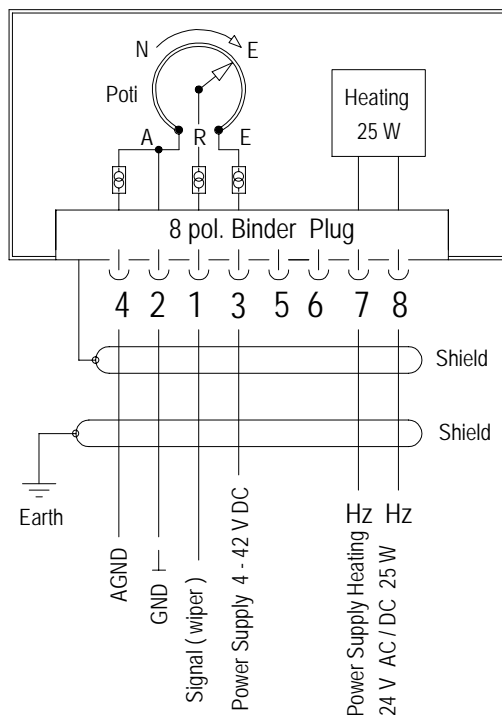 N
E
Poti
Heating
25 W
A
R
E
8 pol. Binder Plug
4
2
1
3
5
6
7
8
Shield
Shield
Earth
Hz
Hz
AGND
GND
Signal ( wiper )
Power Supply 4 - 42 V DC
Power Supply Heating
24 V AC / DC 25 W